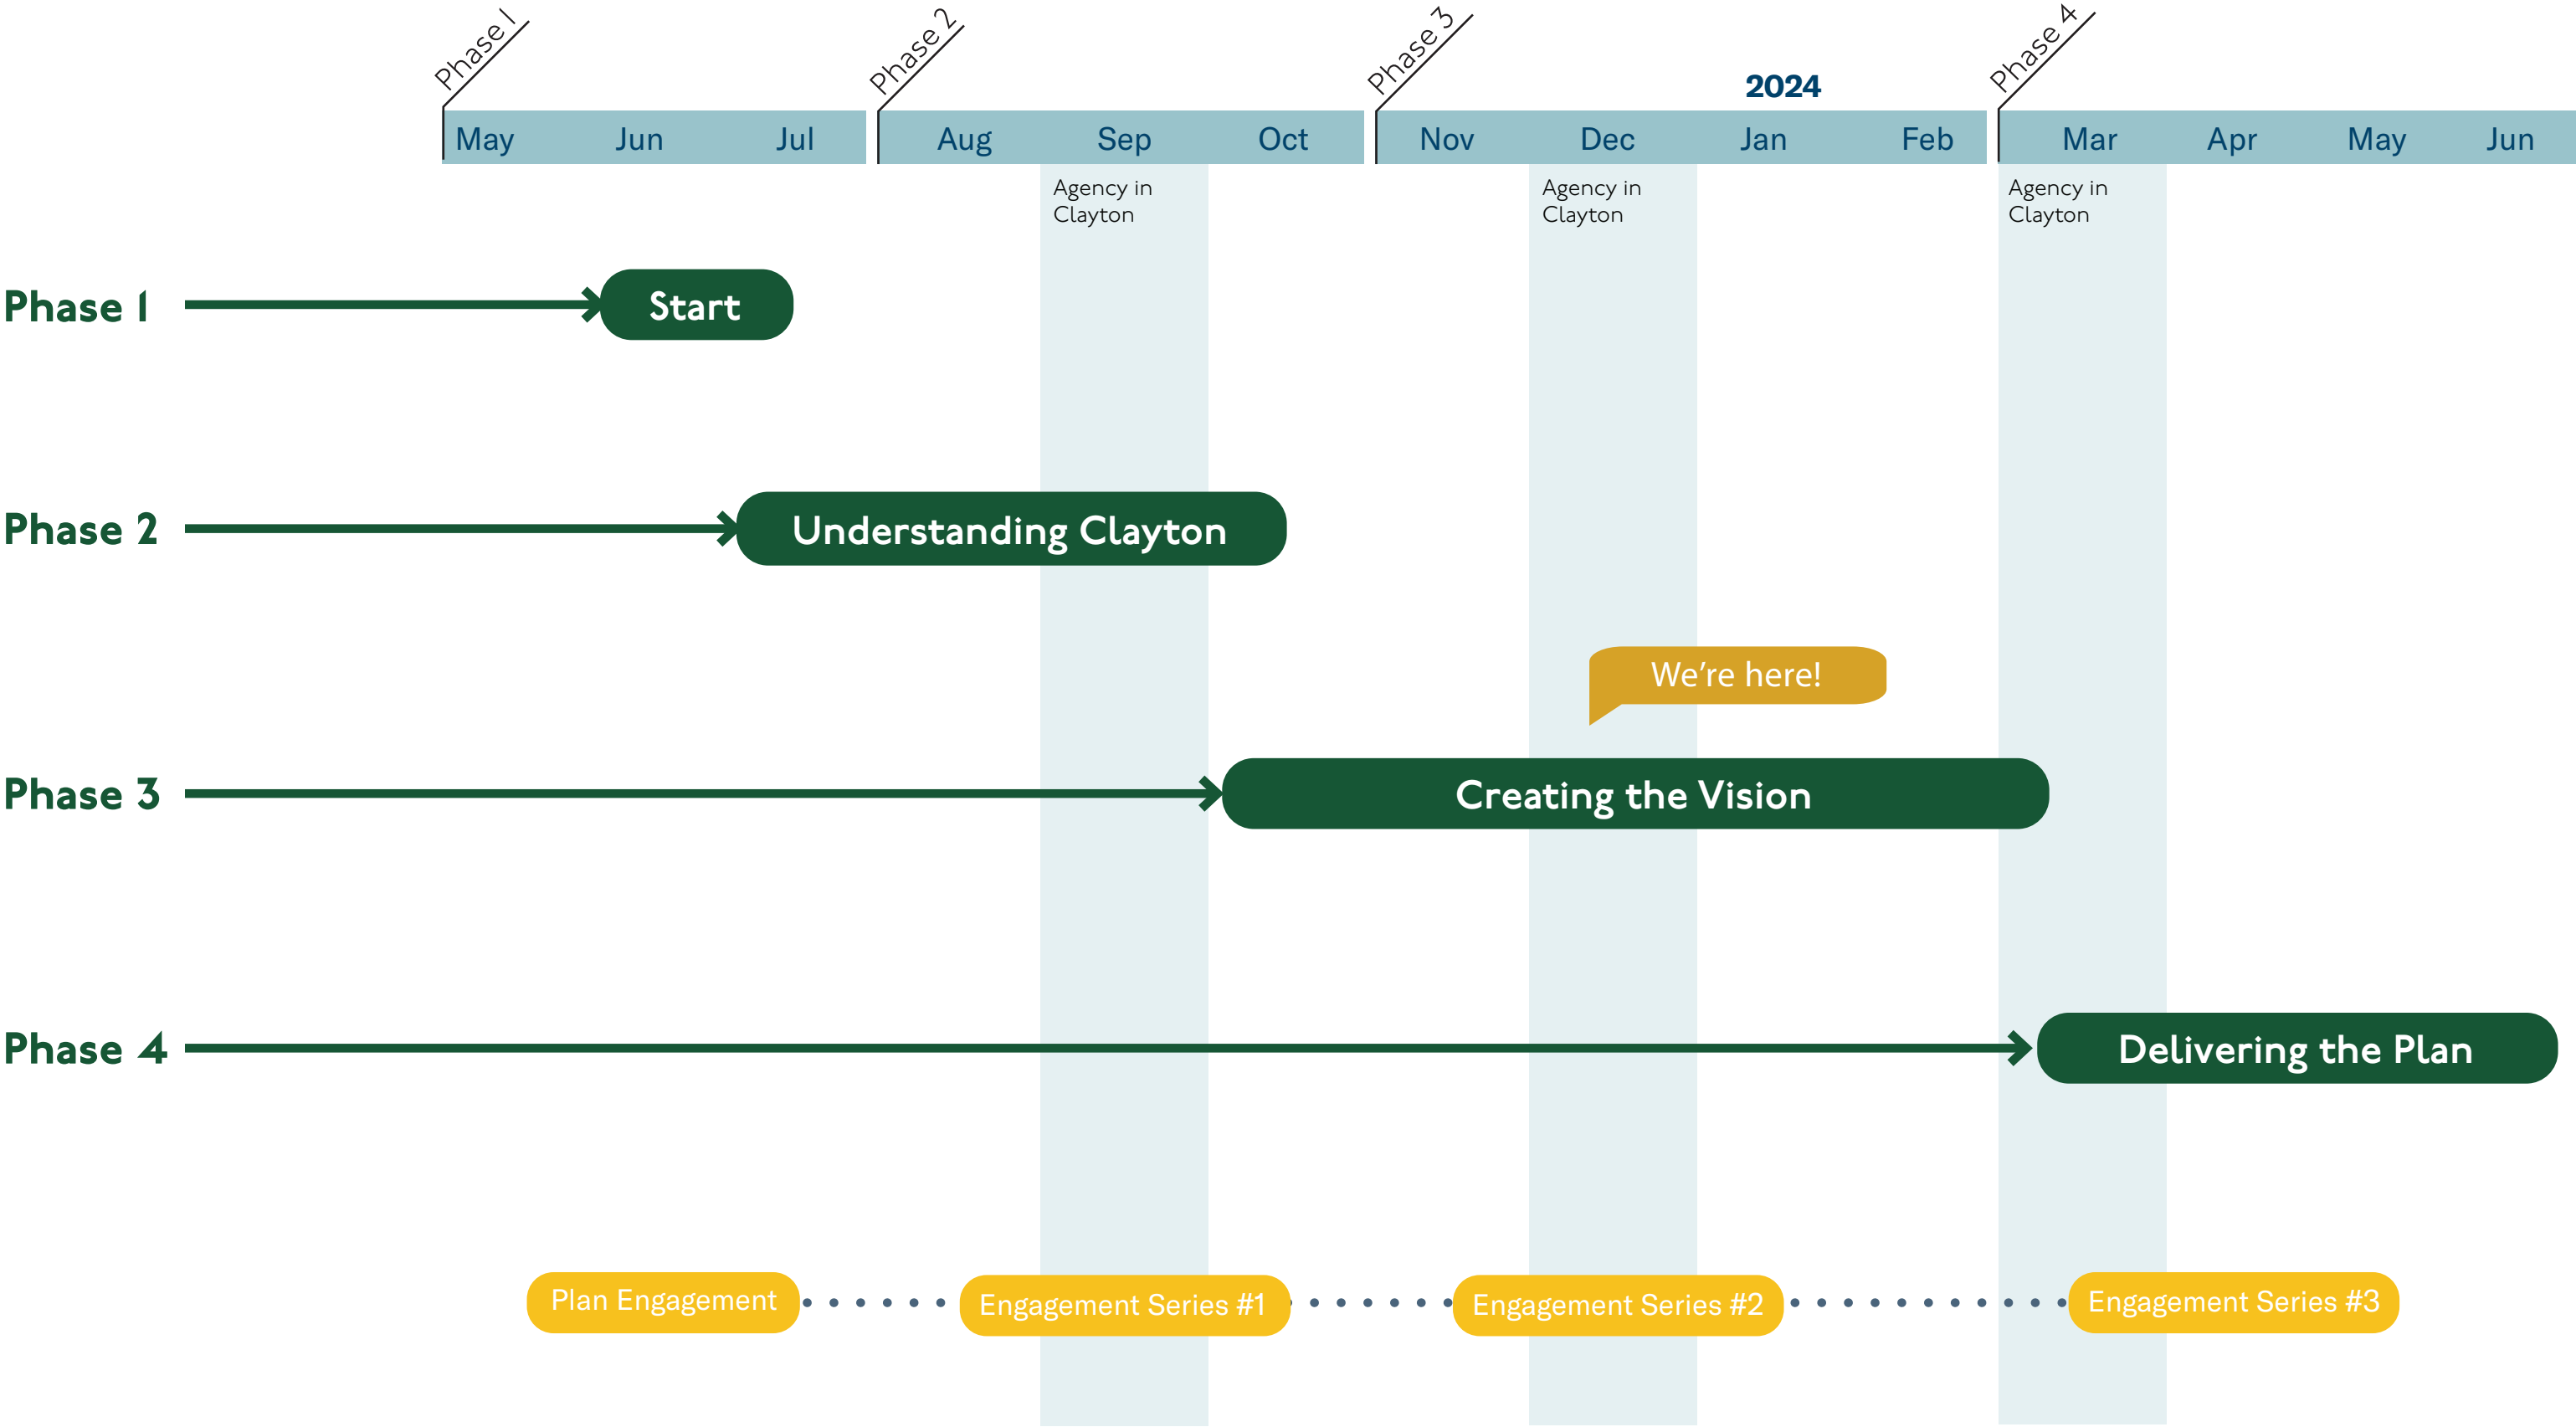 Phase 1
Phase 2
Phase 3
Phase 4
2024
May Jun Jul Aug Sep Oct Nov Dec Jan Feb Mar Apr May Jun
Agency in
Clayton
Agency in
Clayton
Agency in
Clayton
Phase 1
Start
Phase 2
Understanding Clayton
We're here!
Phase 3
Creating the Vision
Phase 4
Delivering the Plan
Plan Engagement
Engagement Series #1
Engagement Series #2
Engagement Series #3